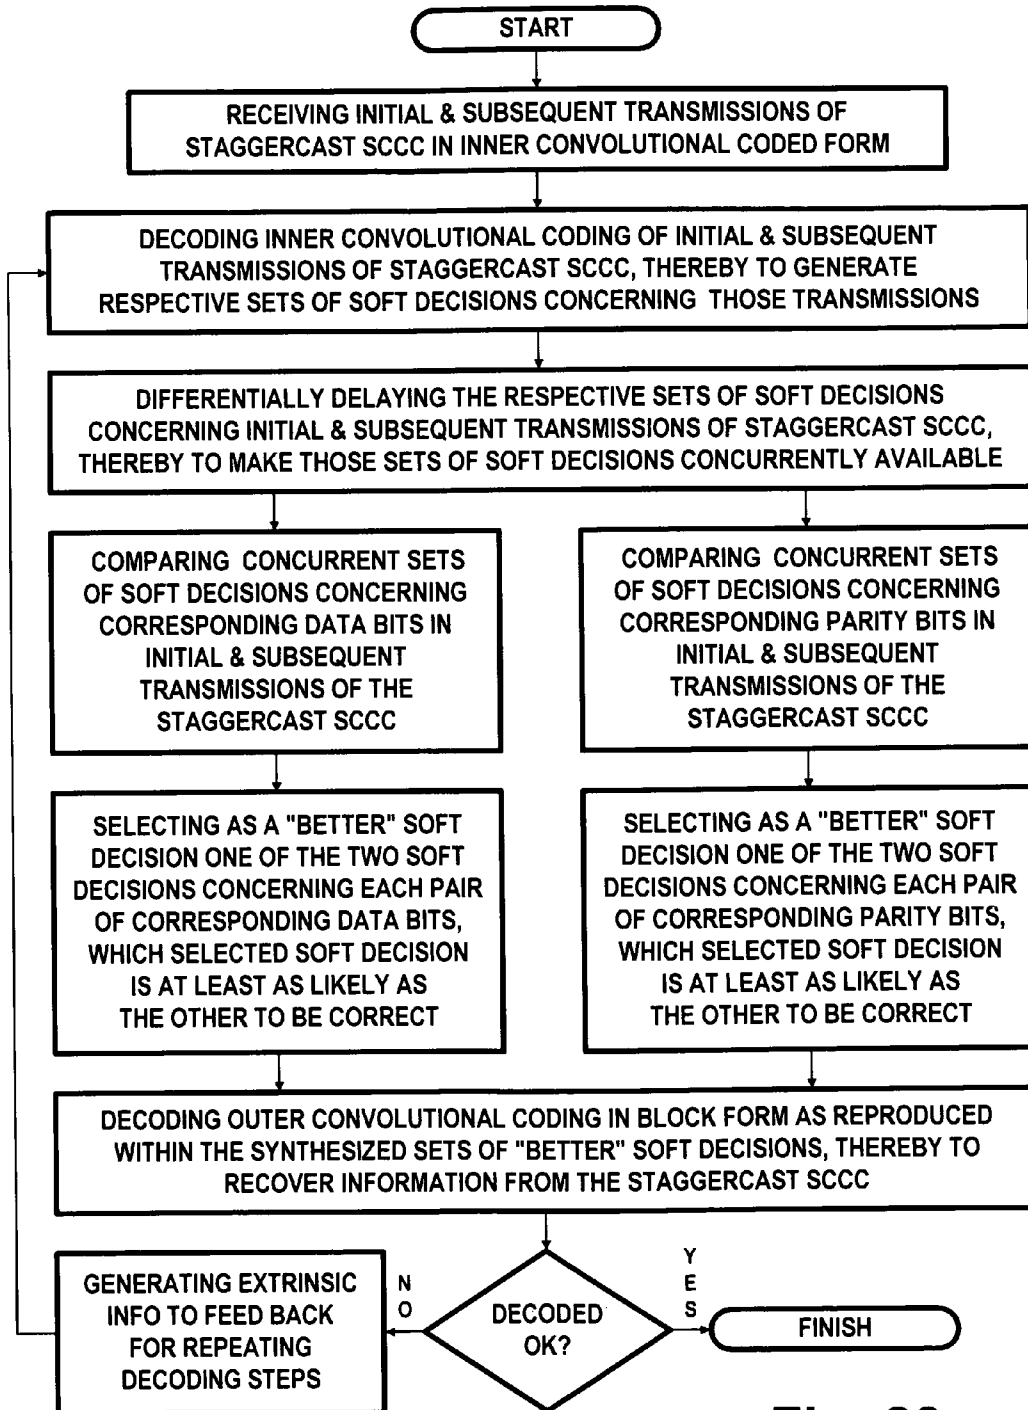 START
RECEIVING INITIAL & SUBSEQUENT TRANSMISSIONS OF
STAGGERCAST SCCC IN INNER CONVOLUTIONAL CODED FORM
DECODING INNER CONVOLUTIONAL CODING OF INITIAL & SUBSEQUENT
TRANSMISSIONS OF STAGGERCAST SCCC, THEREBY TO GENERATE
RESPECTIVE SETS OF SOFT DECISIONS CONCERNING THOSE TRANSMISSIONS
DIFFERENTIALLY DELAYING THE RESPECTIVE SETS OF SOFT DECISIONS
CONCERNING INITIAL & SUBSEQUENT TRANSMISSIONS OF STAGGERCAST SCCC,
THEREBY TO MAKE THOSE SETS OF SOFT DECISIONS CONCURRENTLY AVAILABLE
COMPARING CONCURRENT SETS
OF SOFT DECISIONS CONCERNING
CORRESPONDING DATA BITS IN
INITIAL & SUBSEQUENT
TRANSMISSIONS OF THE
STAGGERCAST SCCC
COMPARING CONCURRENT SETS
OF SOFT DECISIONS CONCERNING
CORRESPONDING PARITY BITS IN
INITIAL & SUBSEQUENT
TRANSMISSIONS OF THE
STAGGERCAST SCCC
SELECTING AS A "BETTER" SOFT
DECISION ONE OF THE TWO SOFT
DECISIONS CONCERNING EACH PAIR
OF CORRESPONDING DATA BITS,
WHICH SELECTED SOFT DECISION
IS AT LEAST AS LIKELY AS
THE OTHER TO BE CORRECT
SELECTING AS A "BETTER" SOFT
DECISION ONE OF THE TWO SOFT
DECISIONS CONCERNING EACH PAIR
OF CORRESPONDING PARITY BITS,
WHICH SELECTED SOFT DECISION
IS AT LEAST AS LIKELY AS
THE OTHER TO BE CORRECT
DECODING OUTER CONVOLUTIONAL CODING IN BLOCK FORM AS REPRODUCED
WITHIN THE SYNTHESIZED SETS OF "BETTER" SOFT DECISIONS, THEREBY TO
RECOVER INFORMATION FROM THE STAGGERCAST SCCC
GENERATING EXTRINSIC
INFO TO FEED BACK
FOR REPEATING
DECODING STEPS
NO
DECODED
OK?
YES
FINISH